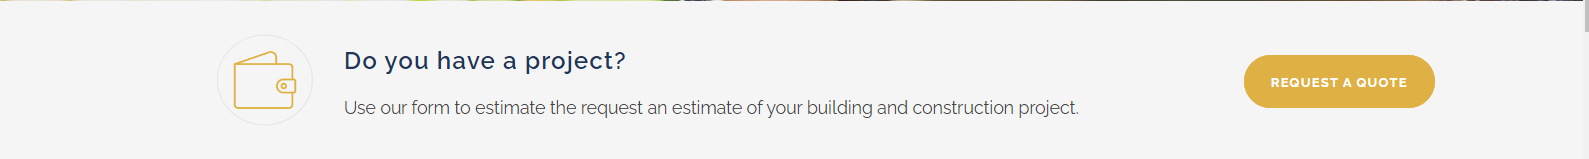 Do you have a project?
Use our form to estimate the request an estimate of your building and construction project.
REQUEST A QUOTE